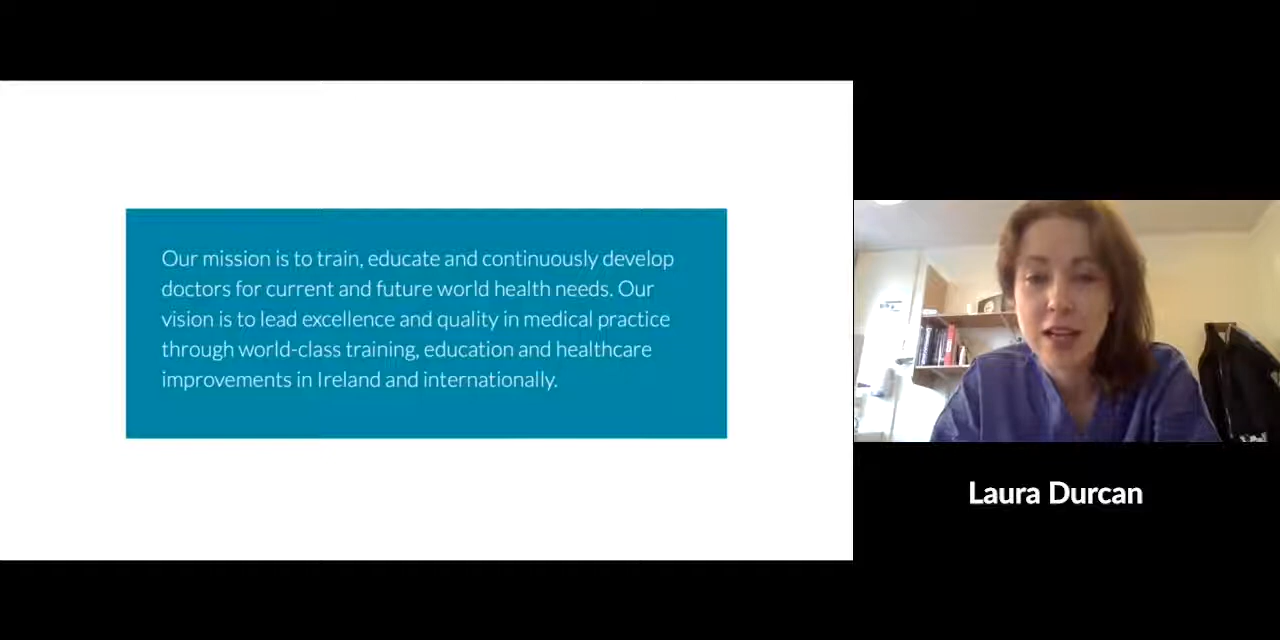 Our mission is to train, educate and continuously develop
doctors for current and future world health needs. Our
vision is to lead excellence and quality in medical practice
through world-class training, education and healthcare
improvements in Ireland and internationally.
Laura Durcan